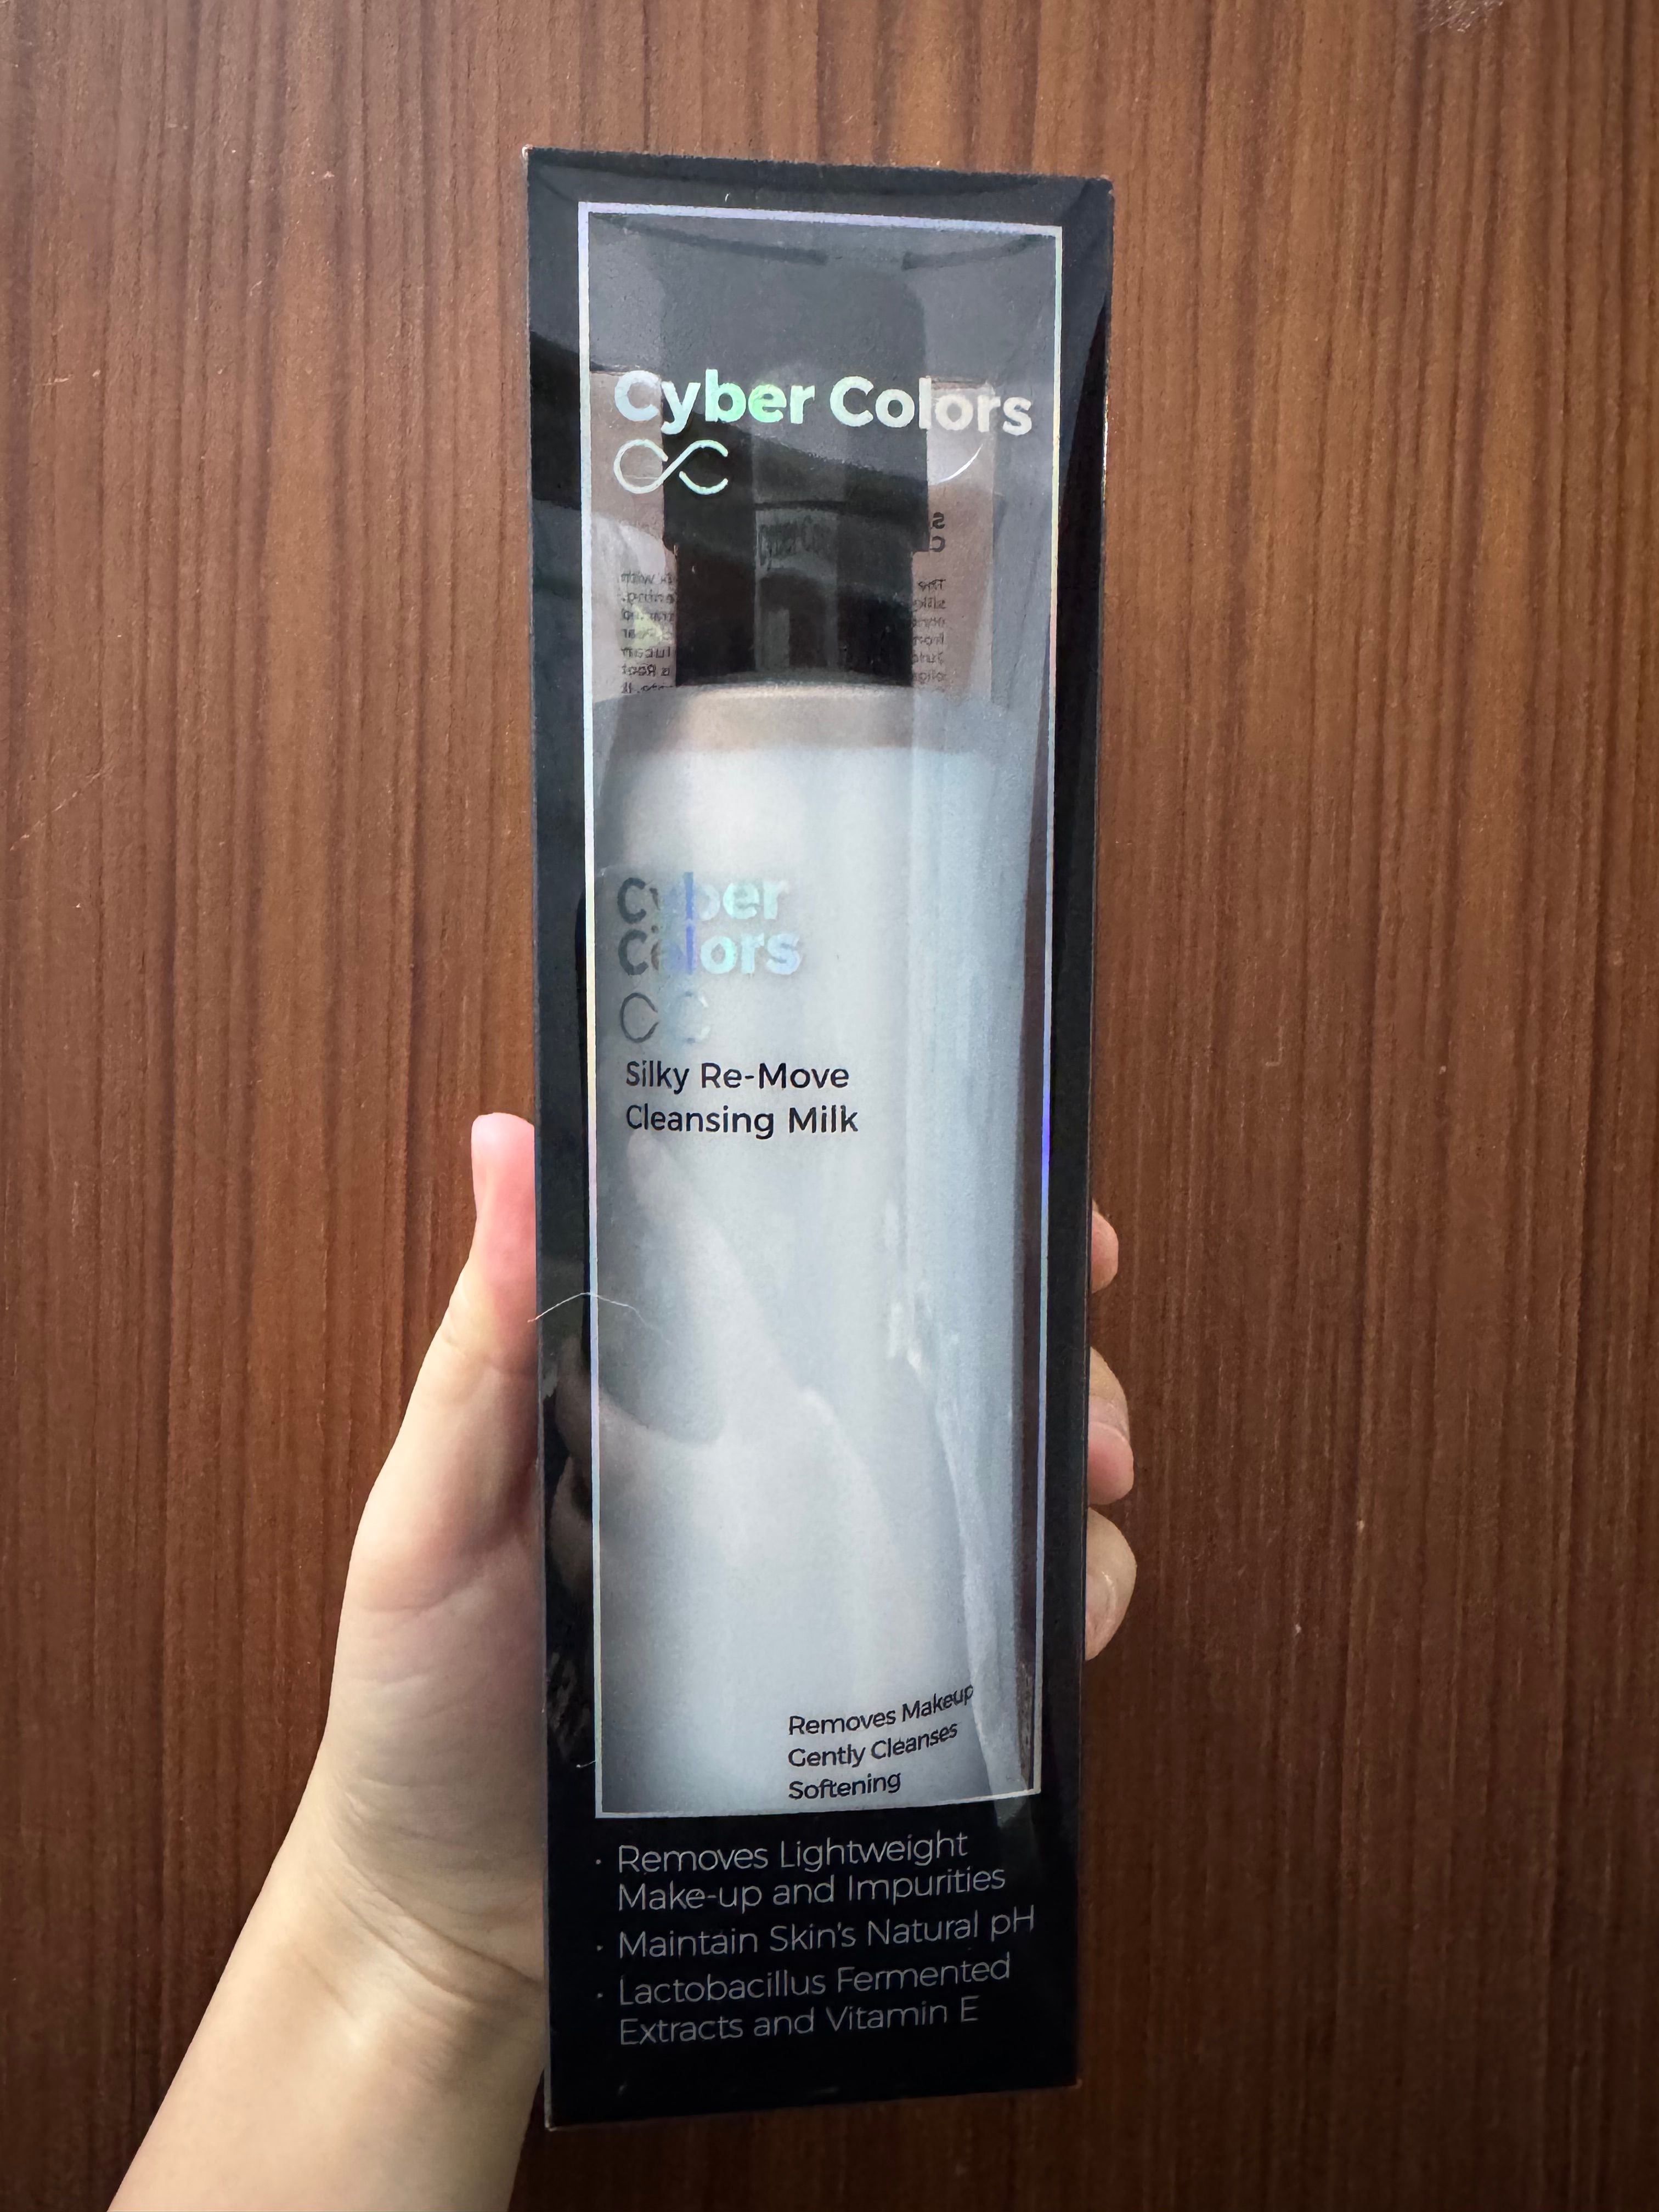 Cyber Colors
Cyber
Colors
Silky Re-Move
Cleansing Milk
Removes Makeup
Gently Cleanses
Softening
· Removes Lightweight
Make-up and Impurities
· Maintain Skin's Natural pH
· Lactobacillus Fermented
Extracts and Vitamin E